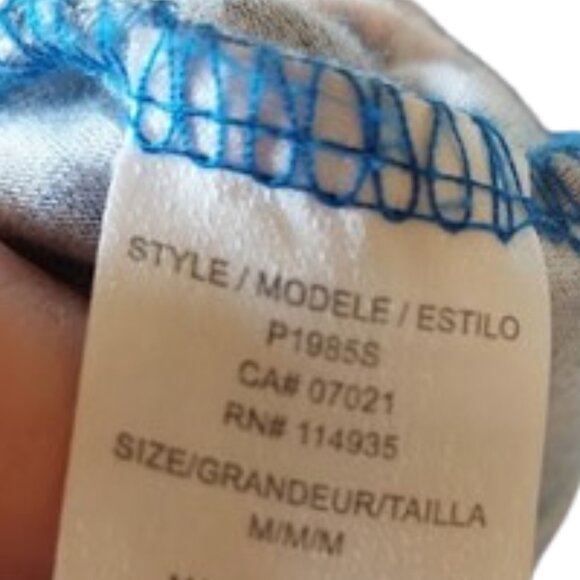 STYLE / MODELE / ESTILO
P1985S
CA# 07021
RN# 114935
SIZE/GRANDEUR/TAILLA
M/M/M